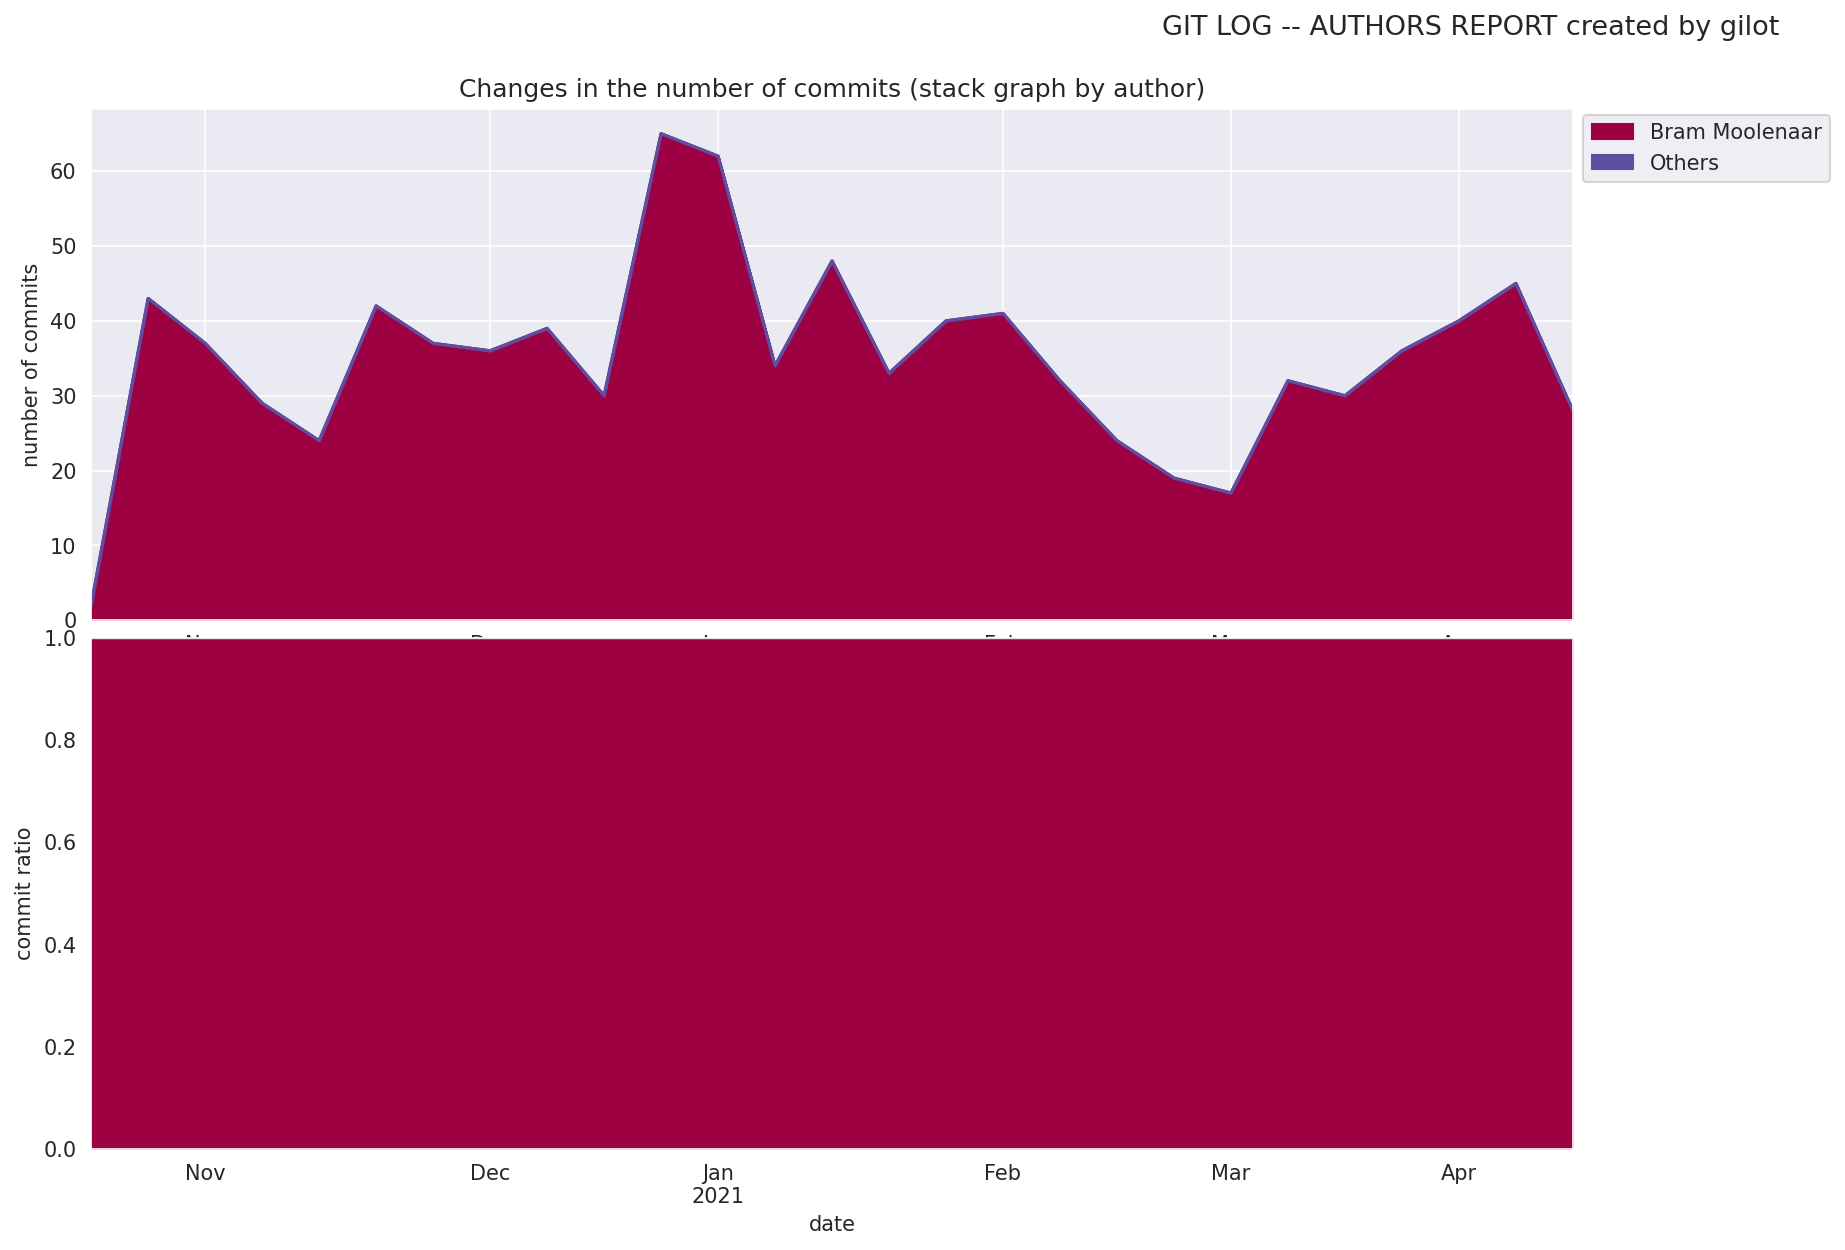 GIT LOG -- AUTHORS REPORT created by gilot
Changes in the number of commits (stack graph by author)
Bram Moolenaar
Others
number of commits
60
50
40
30
20
10
0
1.0
0.8
0.6
0.4
0.2
0.0
commit ratio
Nov Dec Jan Feb Mar Apr
2021
date